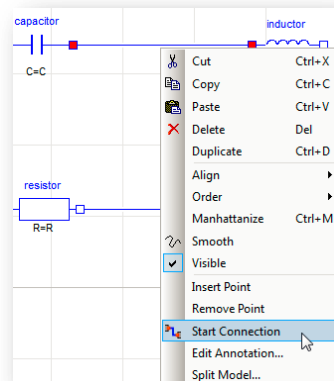 capacitor
inductor
C=C
resistor
R=R
Cut Ctrl+X
Copy Ctrl+C
Paste Ctrl+V
Delete Del
Duplicate Ctrl+D
Align
Order
Manhattanize Ctrl+M
Smooth
Visible
Insert Point
Remove Point
Start Connection
Edit Annotation...
Split Model...